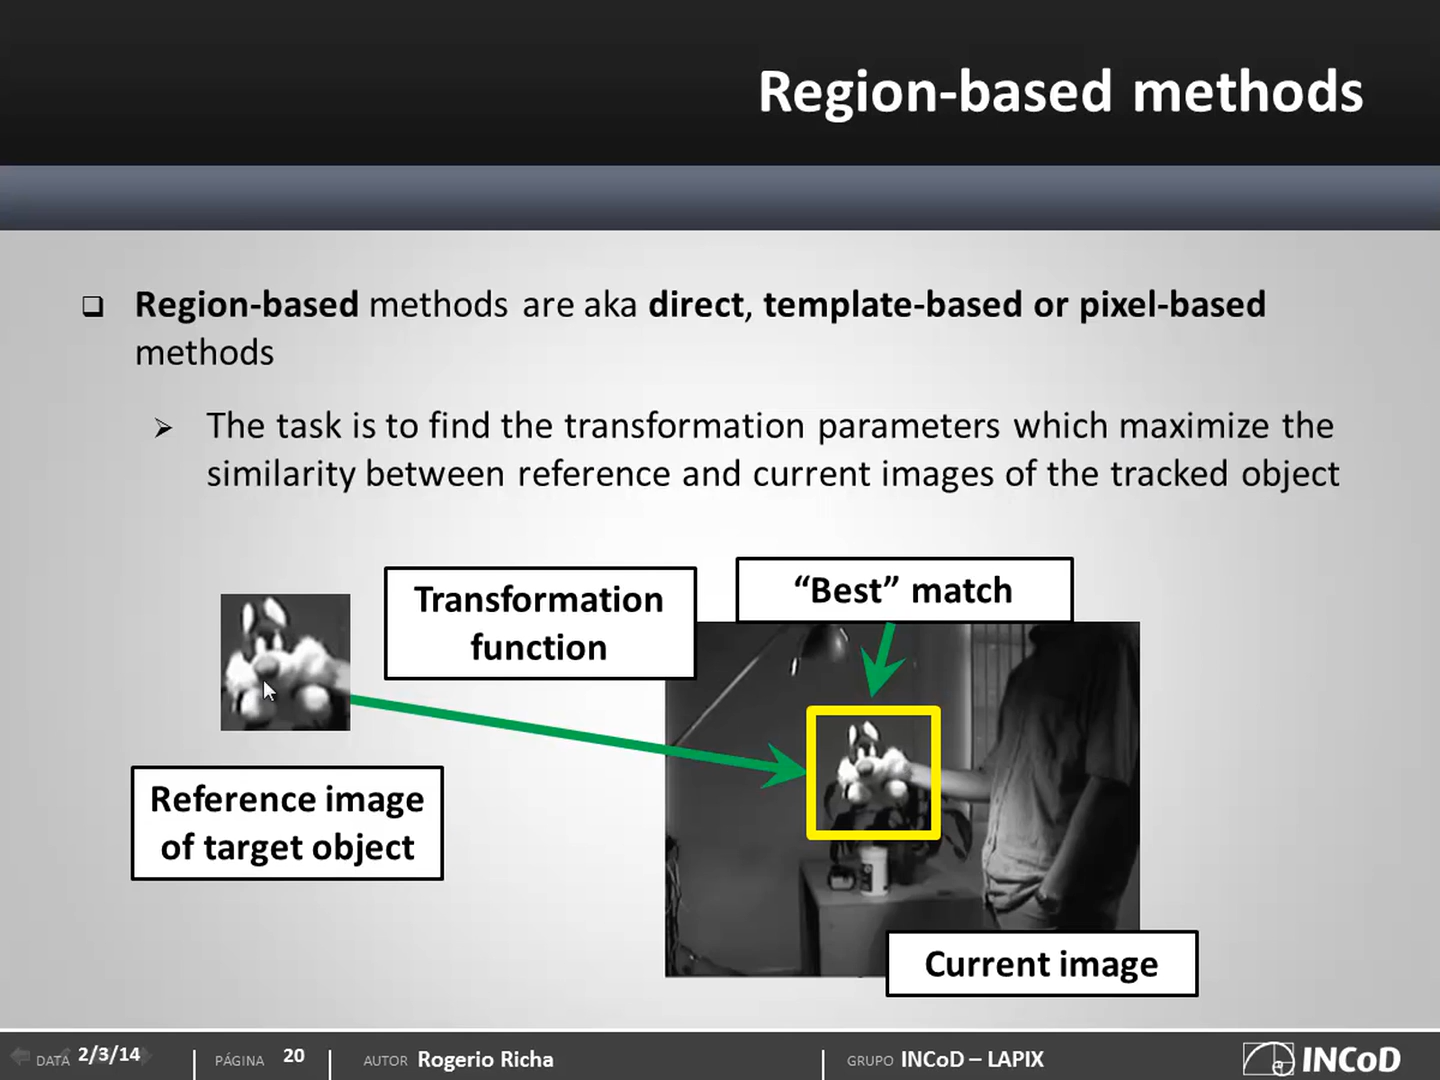 Region-based methods
Region-based methods are aka direct, template-based or pixel-based
methods
The task is to find the transformation parameters which maximize the
similarity between reference and current images of the tracked object
Transformation
function
“Best” match
Reference image
of target object
Current image
DATA 2/3/14 PÁGINA 20 AUTOR Rogerio Richa GRUPO INCoD – LAPIX INCoD